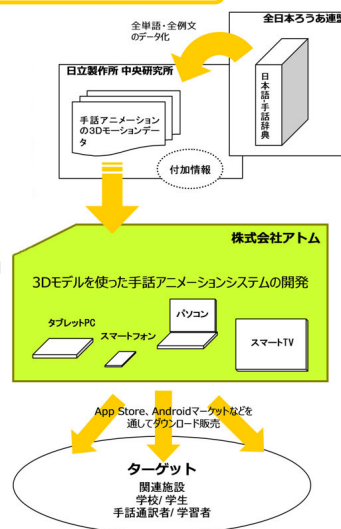 全単語・全例文
のデータ化
全日本ろうあ連盟
日立製作所 中央研究所
日本語-手話辞典
手話アニメーション
の3Dモーションデー
タ
付加情報
株式会社アトム
3Dモデルを使った手話アニメーションシステムの開発
タブレットPC
スマートフォン
パソコン
スマートTV
App Store、Androidマーケットなどを
通してダウンロード販売
ターゲット
関連施設
学校/学生
手話通訳者/学習者